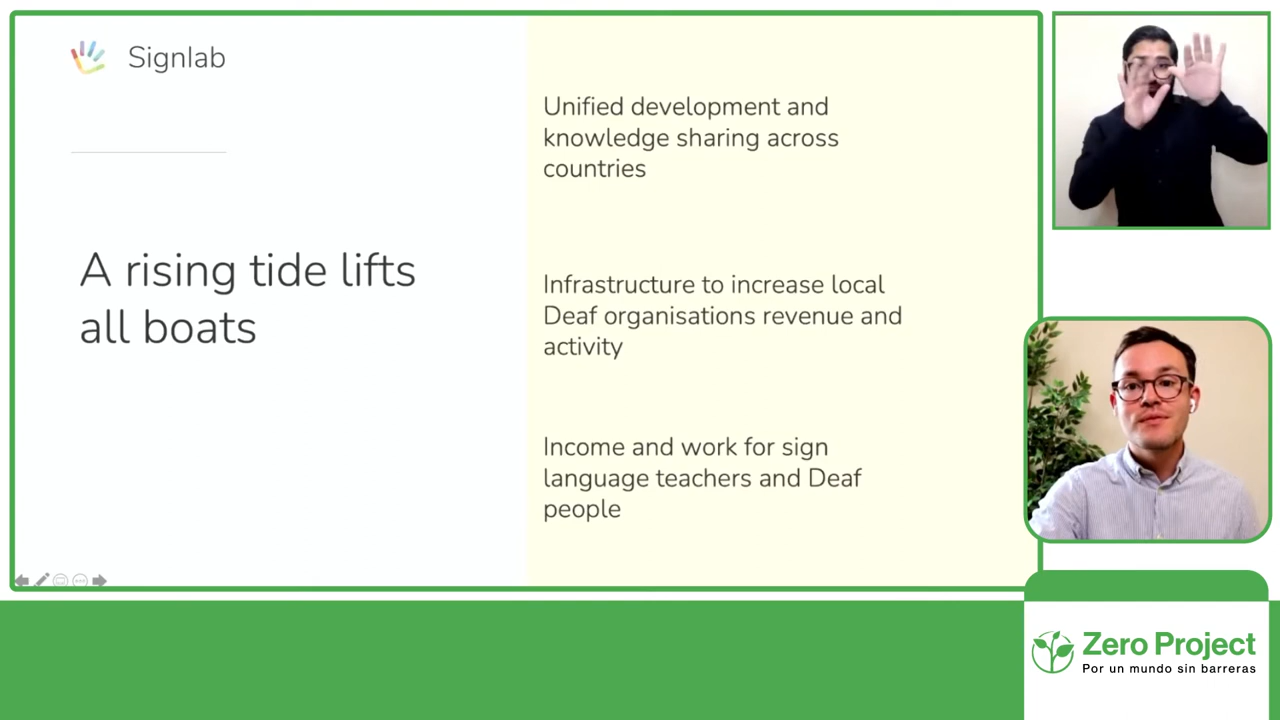 Signlab
A rising tide lifts
all boats
Unified development and
knowledge sharing across
countries
Infrastructure to increase local
Deaf organisations revenue and
activity
Income and work for sign
language teachers and Deaf
people
Zero Project
Por un mundo sin barreras